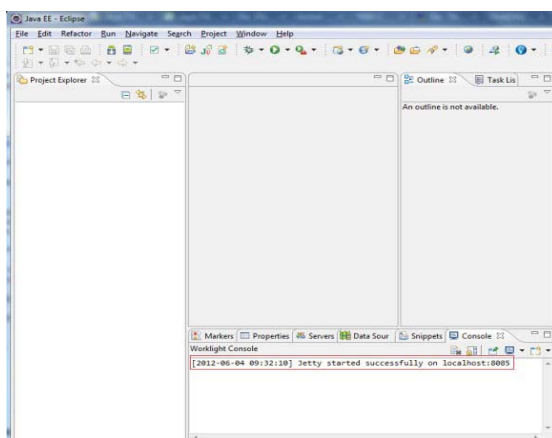 Java EE - Eclipse
File Edit Refactor Run Navigate Search Project Window Help
Project Explorer
Outline Task Lis
An outline is not available.
Markers Properties Servers Data Sour Snippets Console
Worklight Console
[2012-06-04 09:32:10] Jetty started successfully on localhost:8085